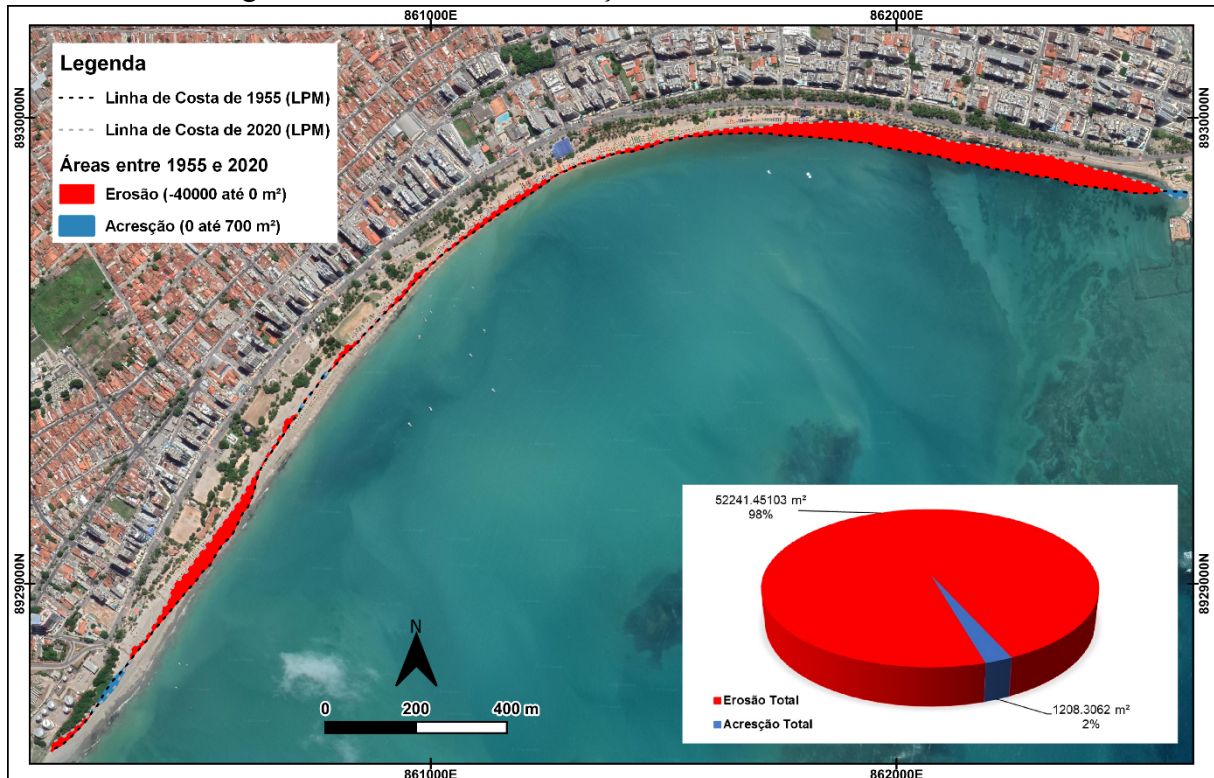 861000E
862000E
8930000N
8930000N
Legenda
Linha de Costa de 1955 (LPM)
Linha de Costa de 2020 (LPM)
Áreas entre 1955 e 2020
Erosão (-40000 até 0 m²)
Acresção (0 até 700 m²)
8929000N
8929000N
N
0 200 400 m
52241.45103 m²
98%
Erosão Total
Acresção Total
1208.3062 m²
2%
861000E
862000E